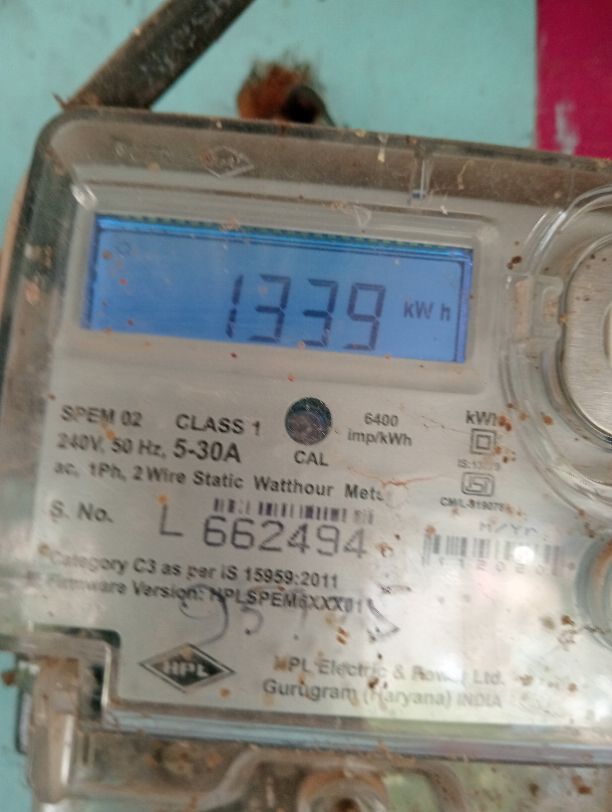 1339 kWh
SPEM 02 CLASS 1 6400 kWh
240V, 50 Hz, 5-30A imp/kWh
CAL
ac, 1Ph, 2 Wire Static Watthour
S. No. L 662494
M/Yr.
Category C3 as per IS 15959:2011
Firmware Version: HPLSPEM6XXX01
HPL
HPL Electric & Power Ltd.
Gurugram (Haryana) INDIA